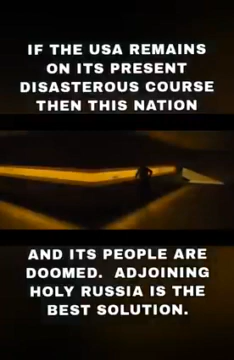 IF THE USA REMAINS
ON ITS PRESENT
DISASTEROUS COURSE
THEN THIS NATION
AND ITS PEOPLE ARE
DOOMED. ADJOINING
HOLY RUSSIA IS THE
BEST SOLUTION.